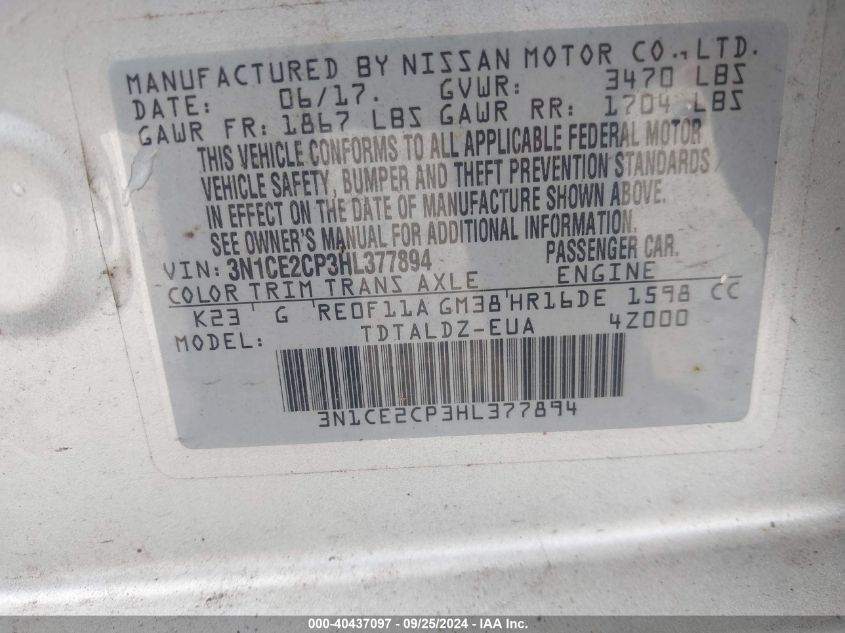 MANUFACTURED BY NISSAN MOTOR CO., LTD.
DATE: 06/17. GVWR: 3470 LBS
GAWR FR: 1867 LBS GAWR RR: 1704 LBS
THIS VEHICLE CONFORMS TO ALL APPLICABLE FEDERAL MOTOR
VEHICLE SAFETY, BUMPER AND THEFT PREVENTION STANDARDS
IN EFFECT ON THE DATE OF MANUFACTURE SHOWN ABOVE.
SEE OWNER'S MANUAL FOR ADDITIONAL INFORMATION.
VIN: 3N1CE2CP3HL377894 PASSENGER CAR.
COLOR TRIM TRANS AXLE ENGINE
K23 G RE0F11A GM38 HR16DE 1598 CC
MODEL: TDTALDZ-EUA 4Z000
3N1CE2CP3HL377894
000-40437097 - 09/25/2024 - IAA Inc.